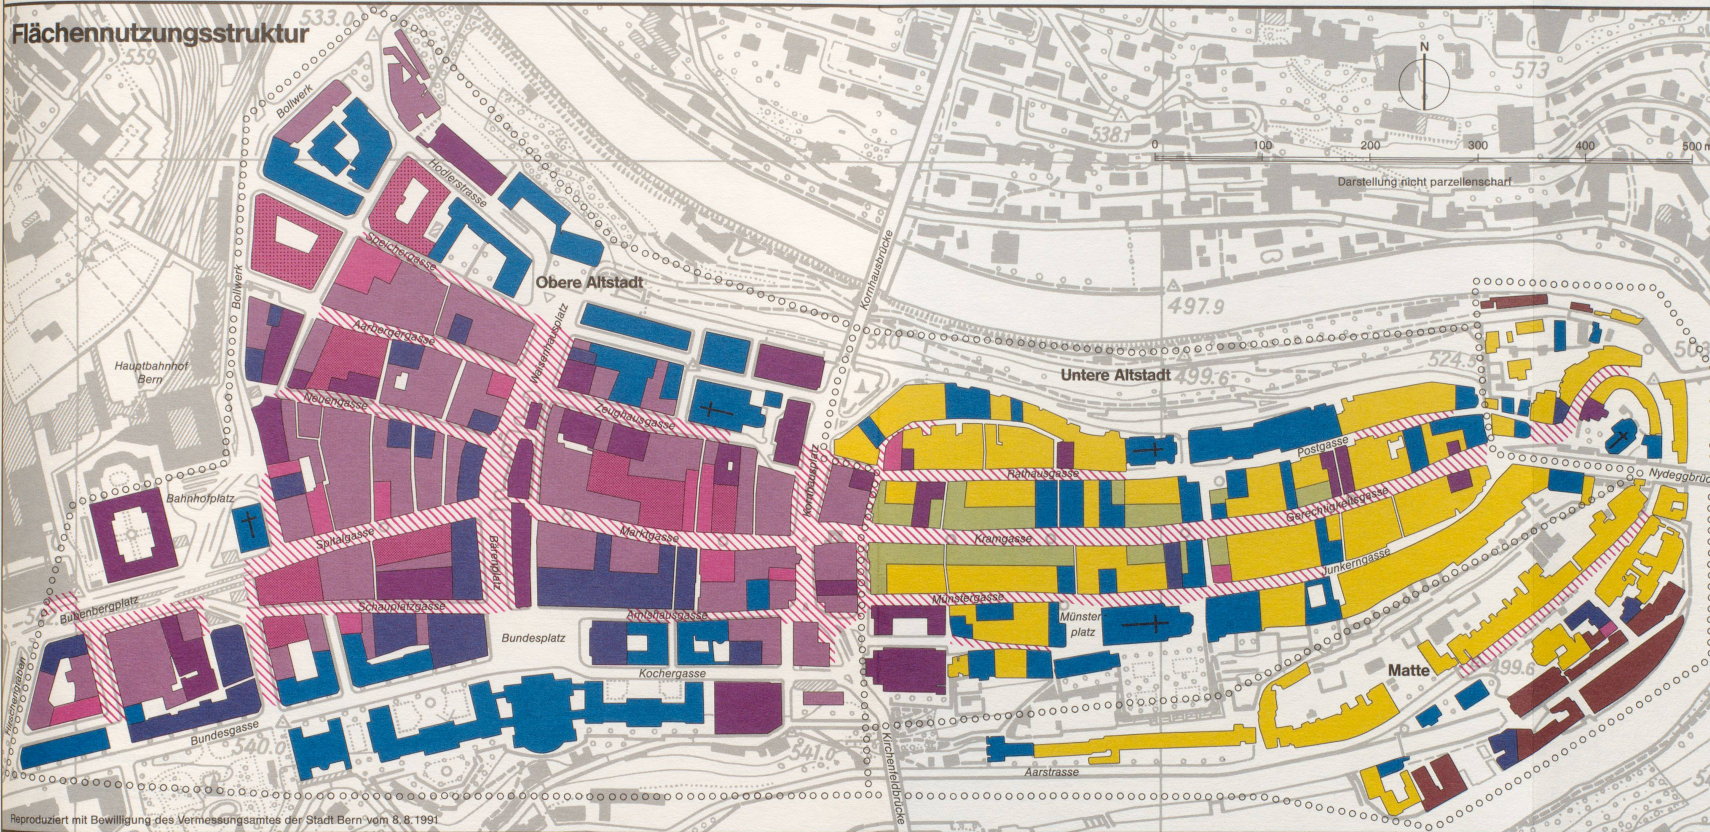 Flächennutzungsstruktur
533.0
559
Bollwerk
N
573
538.1
0 100 200 300 400 500 m
Darstellung nicht parzellenscharf
Hodlerstrasse
Speichergasse
Bollwerk
Obere Altstadt
Kornhausbrücke
497.9
Aarbergergasse
Waisenhausplatz
540
Untere Altstadt
499.6
524.
503
Hauptbahnhof
Bern
Neuengasse
Zeughausgasse
Postgasse
Rathausgasse
Nydeggbrüc
Bahnhofplatz
Kornhausplatz
Gerechtigkeitsgasse
Spitalgasse
Marktgasse
Kramgasse
Bärenplatz
Junkerngasse
Bubenbergplatz
Schauplatzgasse
Amtshausgasse
Münstergasse
Münster
platz
Bundesplatz
Kochergasse
Matte
499.6
Hirschengraben
Bundesgasse
540.0
541.0
Kirchenfeldbrücke
Aarstrasse
Reproduziert mit Bewilligung des Vermessungsamtes der Stadt Bern vom 8. 8. 1991